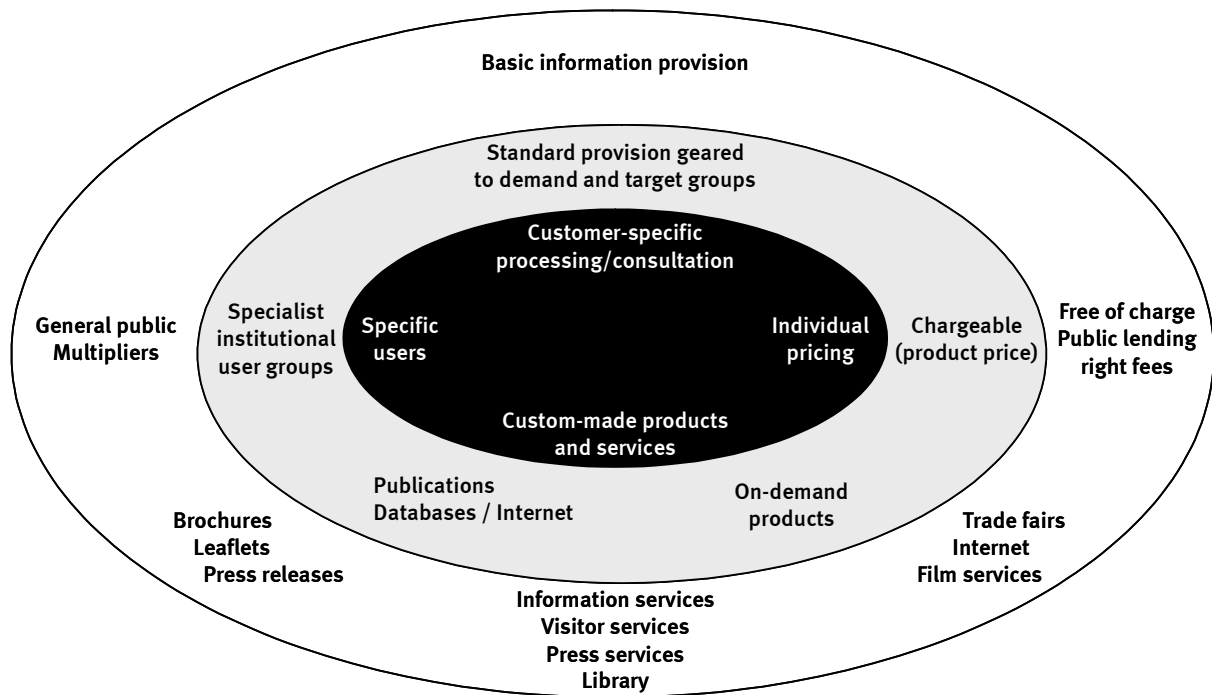 Basic information provision
Standard provision geared
to demand and target groups
Customer-specific
processing/consultation
General public
Multipliers
Specialist
institutional
user groups
Specific
users
Individual
pricing
Chargeable
(product price)
Free of charge
Public lending
right fees
Custom-made products
and services
Publications
Databases / Internet
On-demand
products
Brochures
Leaflets
Press releases
Trade fairs
Internet
Film services
Information services
Visitor services
Press services
Library